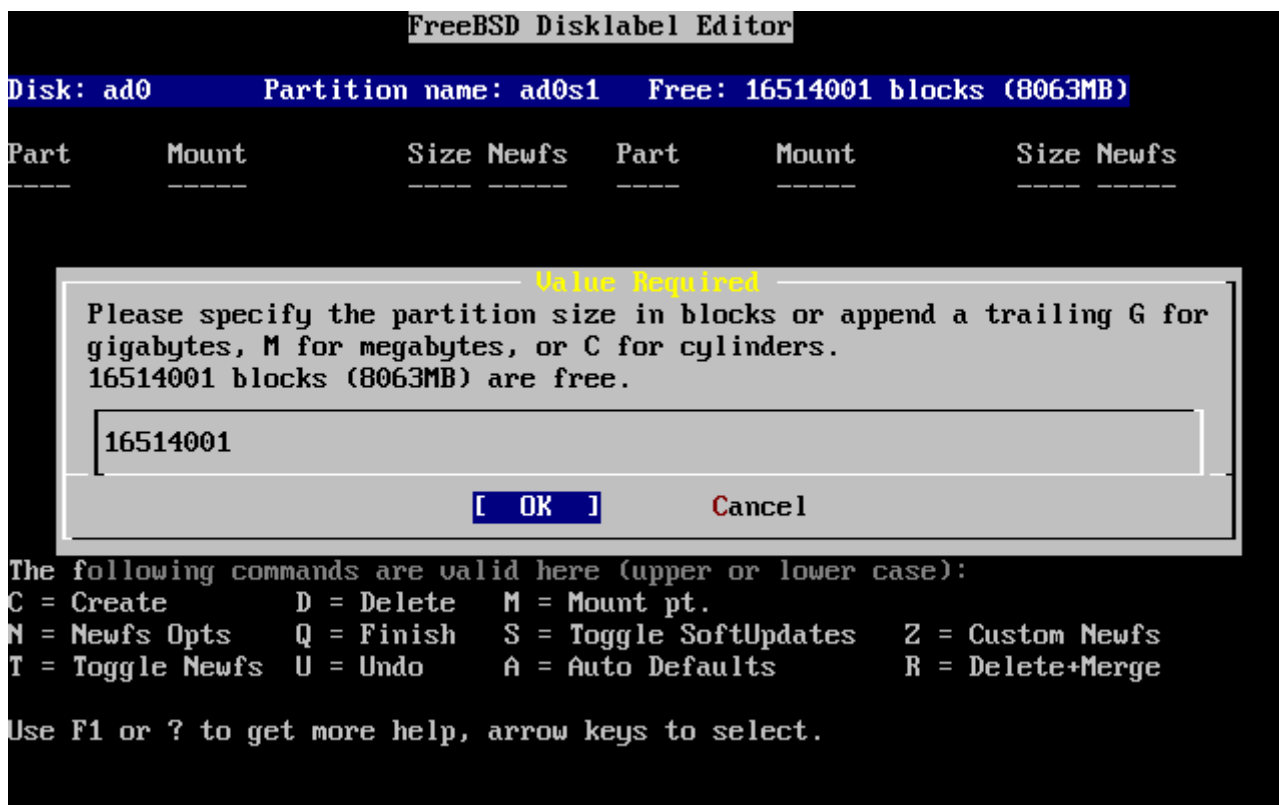 FreeBSD Disklabel Editor
Disk: ad0 Partition name: ad0s1 Free: 16514001 blocks (8063MB)
Part Mount Size Newfs Part Mount Size Newfs
---- ----- ---- ----- ---- ----- ---- -----
Value Required
Please specify the partition size in blocks or append a trailing G for
gigabytes, M for megabytes, or C for cylinders.
16514001 blocks (8063MB) are free.
16514001
[ OK ] Cancel
The following commands are valid here (upper or lower case):
C = Create D = Delete M = Mount pt.
N = Newfs Opts Q = Finish S = Toggle SoftUpdates Z = Custom Newfs
T = Toggle Newfs U = Undo A = Auto Defaults R = Delete+Merge
Use F1 or ? to get more help, arrow keys to select.